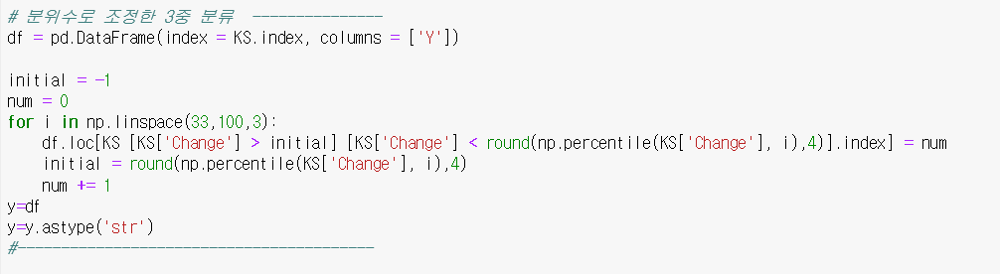 # 분위수로 조정한 3중 분류  ---------------
df = pd.DataFrame(index = KS.index, columns = ['Y'])
initial = -1
num = 0
for i in np.linspace(33,100,3):
    df.loc[KS [KS['Change'] > initial] [KS['Change'] < round(np.percentile(KS['Change'], i),4)].index] = num
    initial = round(np.percentile(KS['Change'], i),4)
    num += 1
y=df
y=y.astype('str')
#-----------------------------------------